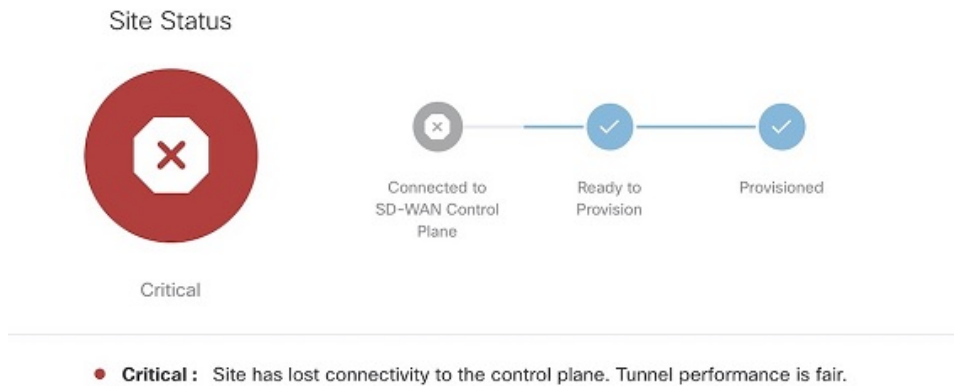 Site Status
Connected to
SD-WAN Control
Plane
Ready to
Provision
Provisioned
Critical
Critical : Site has lost connectivity to the control plane. Tunnel performance is fair.